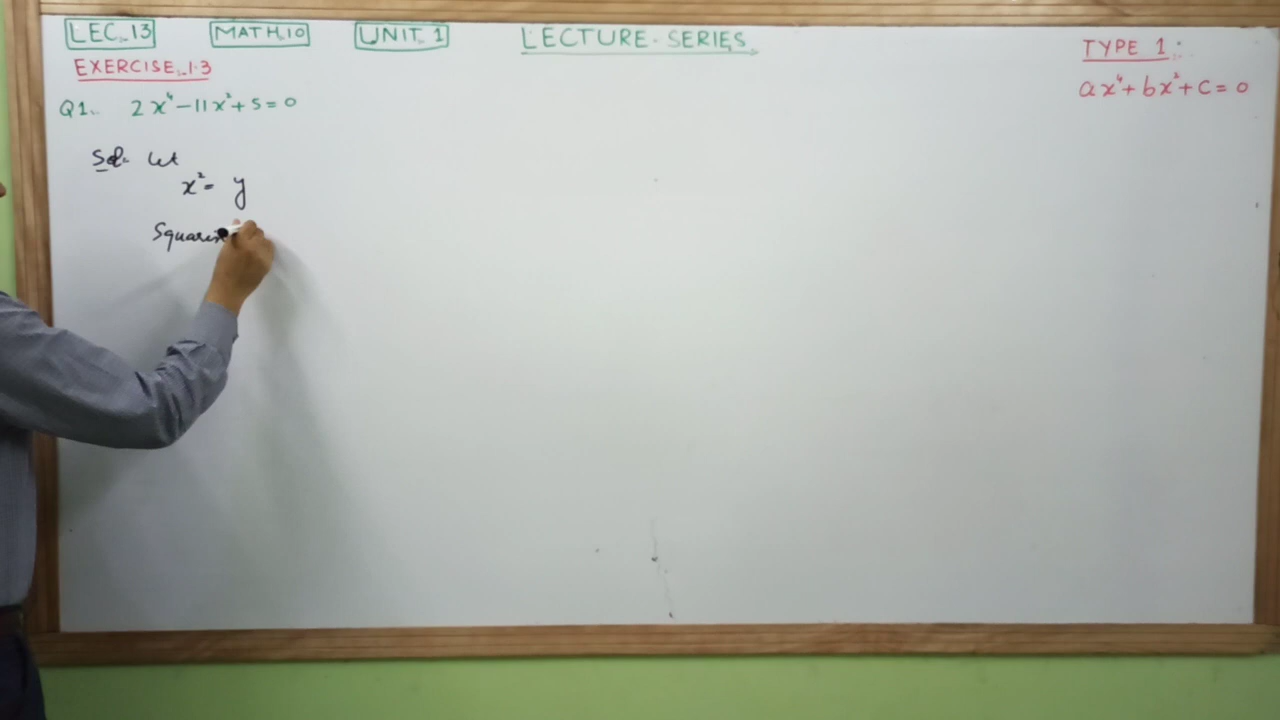 LEC. 13 MATH. 10 UNIT. 1 LECTURE. SERIES.
TYPE 1:
EXERCISE. 1.3
ax⁴+bx²+c=0
Q1. 2x⁴-11x²+5=0
Sol. Let
x²= y